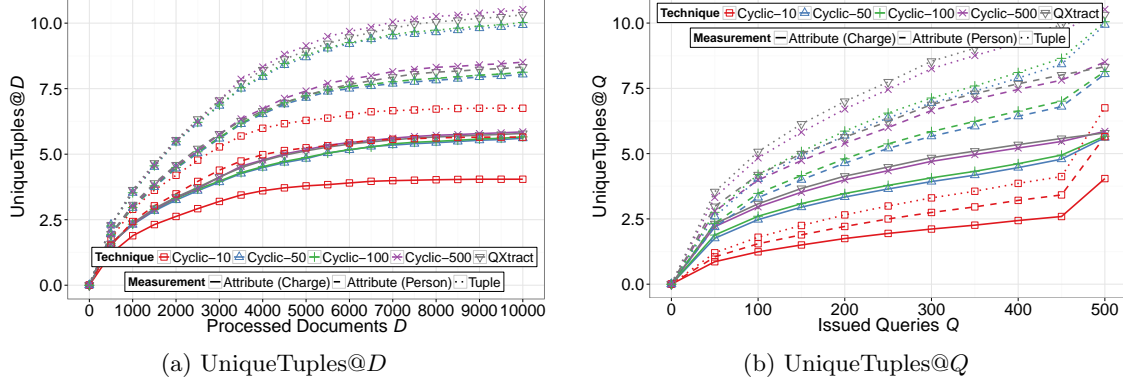 UniqueTuples@D
10.0
7.5
5.0
2.5
0.0
Technique Cyclic−10 Cyclic−50 Cyclic−100 Cyclic−500 QXtract
Measurement Attribute (Charge) Attribute (Person) Tuple
0 1000 2000 3000 4000 5000 6000 7000 8000 9000 10000
Processed Documents D
(a) UniqueTuples@D
UniqueTuples@Q
Technique Cyclic−10 Cyclic−50 Cyclic−100 Cyclic−500 QXtract
Measurement Attribute (Charge) Attribute (Person) Tuple
10.0
7.5
5.0
2.5
0.0
0 100 200 300 400 500
Issued Queries Q
(b) UniqueTuples@Q